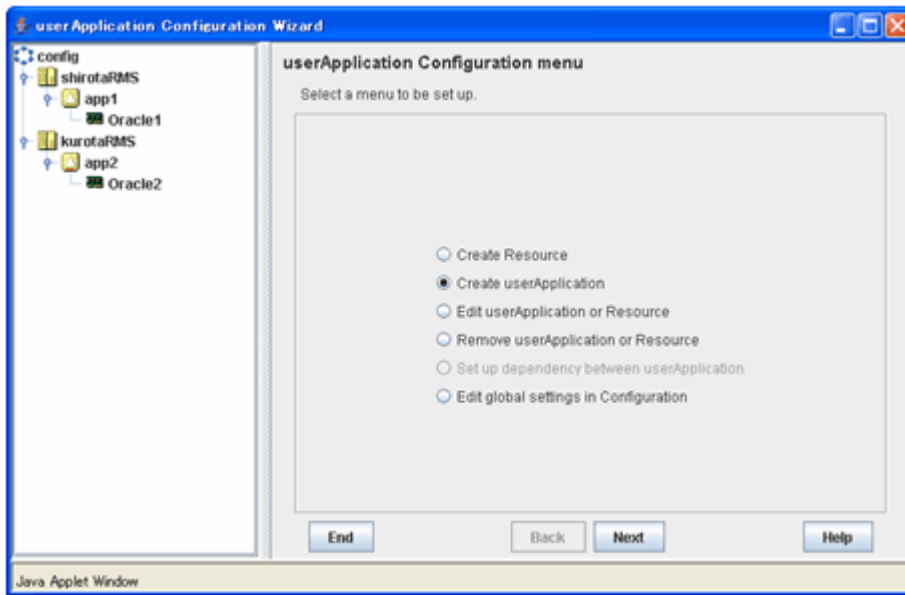 userApplication Configuration Wizard
config
shirotaRMS
app1
Oracle1
kurotaRMS
app2
Oracle2
userApplication Configuration menu
Select a menu to be set up.
Create Resource
Create userApplication
Edit userApplication or Resource
Remove userApplication or Resource
Set up dependency between userApplication
Edit global settings in Configuration
End
Back
Next
Help
Java Applet Window